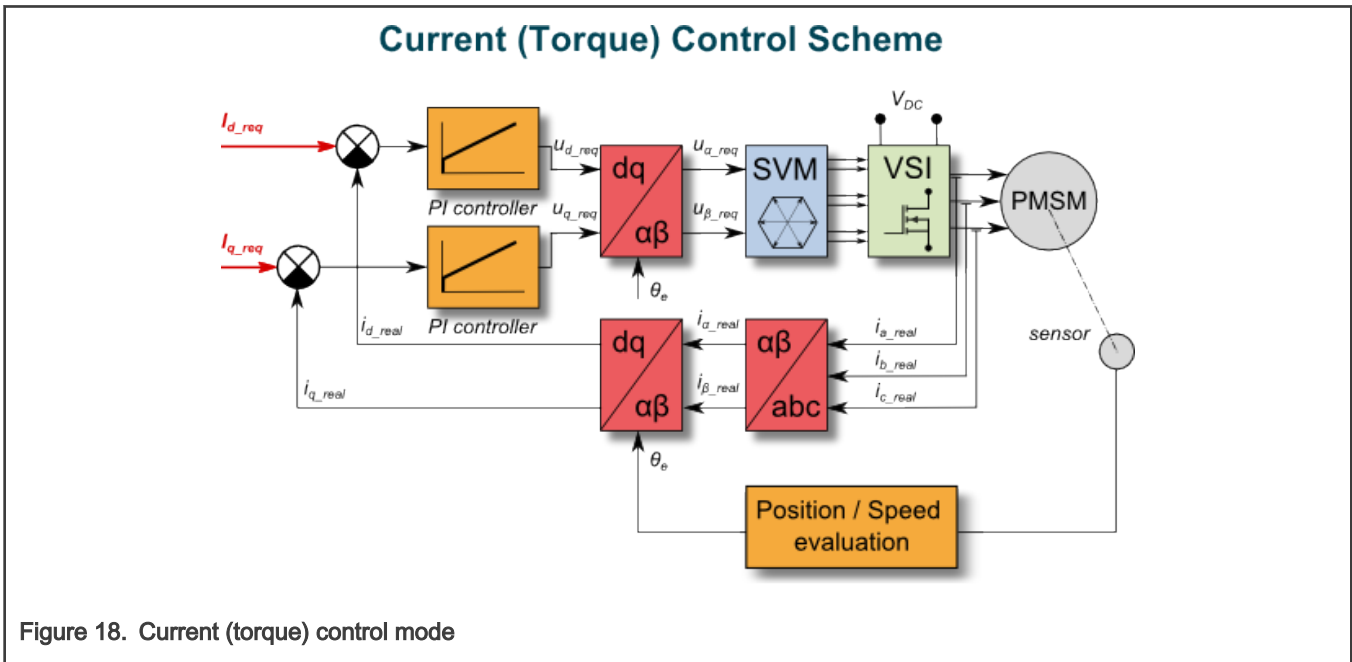 Current (Torque) Control Scheme
V_DC
I_d_req
u_d_req
u_α_req
dq
αβ
SVM
VSI
PMSM
PI controller
I_q_req
u_q_req
u_β_req
θ_e
PI controller
i_d_real
i_q_real
dq
αβ
i_α_real
i_β_real
αβ
abc
i_a_real
i_b_real
i_c_real
sensor
θ_e
Position / Speed
evaluation
Figure 18. Current (torque) control mode